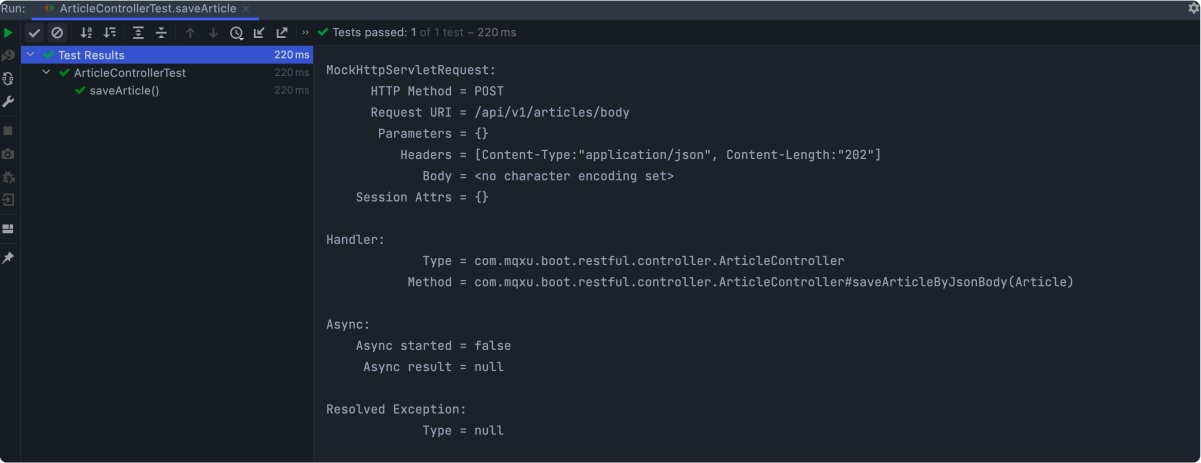 Run: ArticleControllerTest.saveArticle ×
Tests passed: 1 of 1 test – 220 ms
Test Results 220 ms
ArticleControllerTest 220 ms
saveArticle() 220 ms
MockHttpServletRequest:
HTTP Method = POST
Request URI = /api/v1/articles/body
Parameters = {}
Headers = [Content-Type:"application/json", Content-Length:"202"]
Body = <no character encoding set>
Session Attrs = {}
Handler:
Type = com.mqxu.boot.restful.controller.ArticleController
Method = com.mqxu.boot.restful.controller.ArticleController#saveArticleByJsonBody(Article)
Async:
Async started = false
Async result = null
Resolved Exception:
Type = null